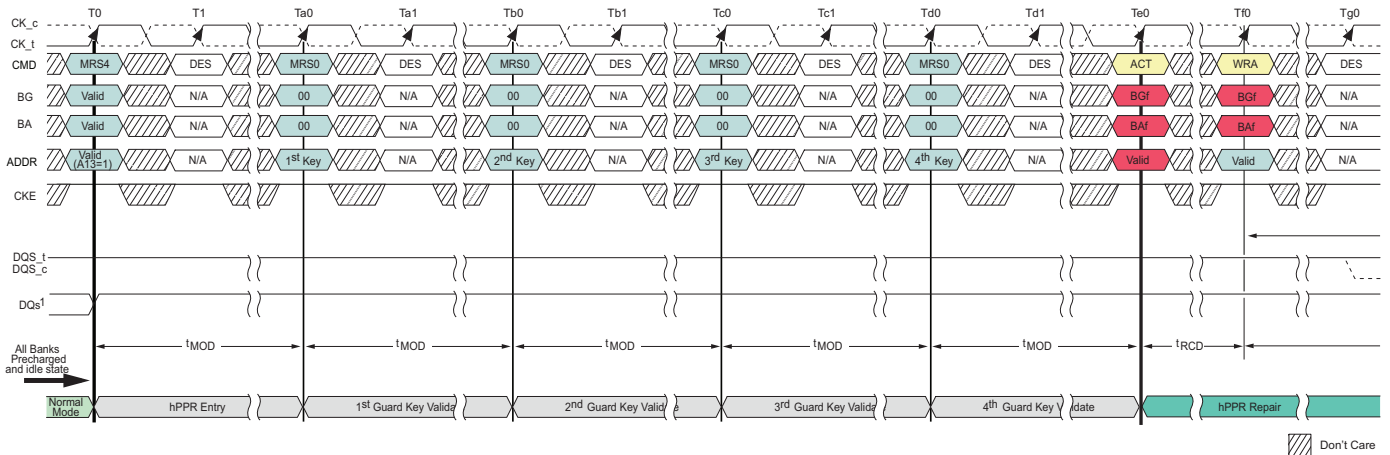 T0 T1 Ta0 Ta1 Tb0 Tb1 Tc0 Tc1 Td0 Td1 Te0 Tf0 Tg0
CK_c
CK_t
CMD MRS4 DES MRS0 DES MRS0 DES MRS0 DES MRS0 DES ACT WRA DES
BG Valid N/A 00 N/A 00 N/A 00 N/A 00 N/A BGf BGf N/A
BA Valid N/A 00 N/A 00 N/A 00 N/A 00 N/A BAf BAf N/A
ADDR Valid (A13=1) N/A 1st Key N/A 2nd Key N/A 3rd Key N/A 4th Key N/A Valid Valid N/A
CKE
DQS_t
DQS_c
DQs1
All Banks
Precharged
and idle state
tMOD tMOD tMOD tMOD tMOD tRCD
Normal
Mode
hPPR Entry 1st Guard Key Valida 2nd Guard Key Valid e 3rd Guard Key Valida 4th Guard Key V date hPPR Repair
Don't Care